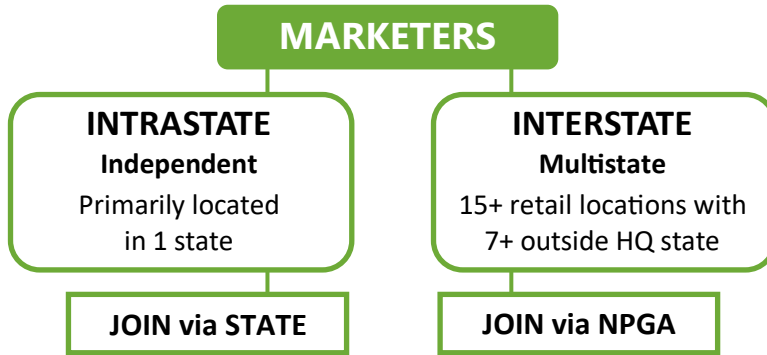 MARKETERS
INTRASTATE
Independent
Primarily located
in 1 state
INTERSTATE
Multistate
15+ retail locations with
7+ outside HQ state
JOIN via STATE
JOIN via NPGA